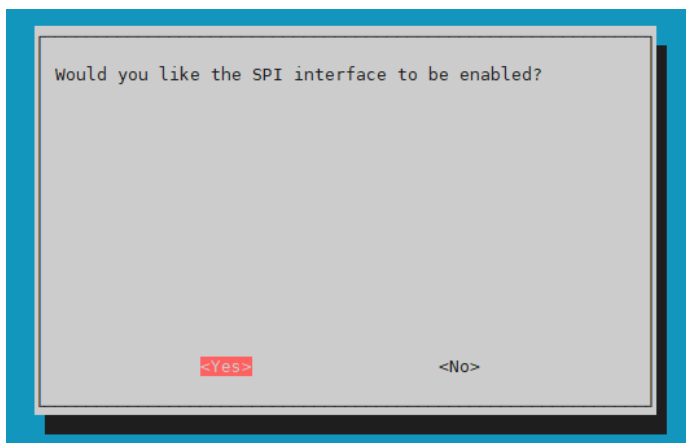 Would you like the SPI interface to be enabled?
<Yes> <No>